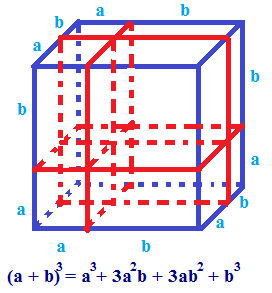 a b
b
a
b b
a
a b
a b a
(a + b)³ = a³ + 3a²b + 3ab² + b³